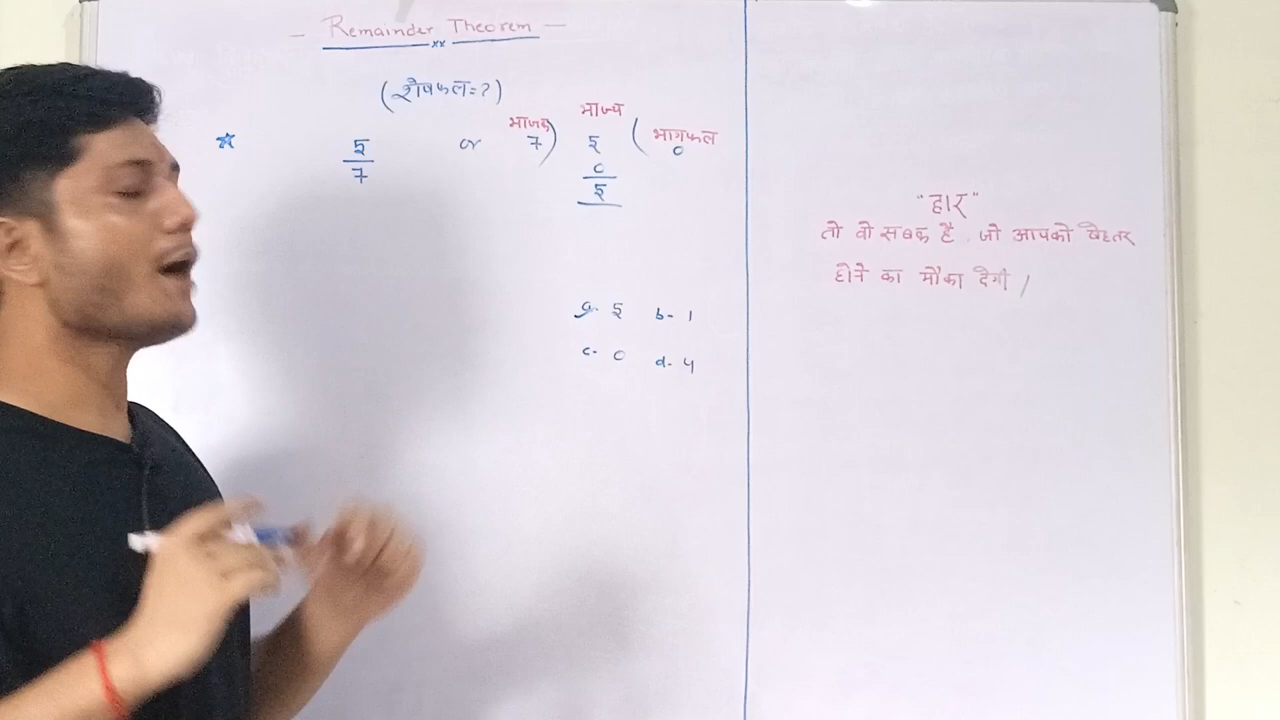 - Remainder Theorem -
(शेषफल=?)
5/7 or 7) 5 ( 0
भाजक भाज्य भागफल
0
5
a. 5 b- 1
c. 0 d- 4
"हार"
तो वो सबक है जो आपको बेहतर
होने का मौका देगी /